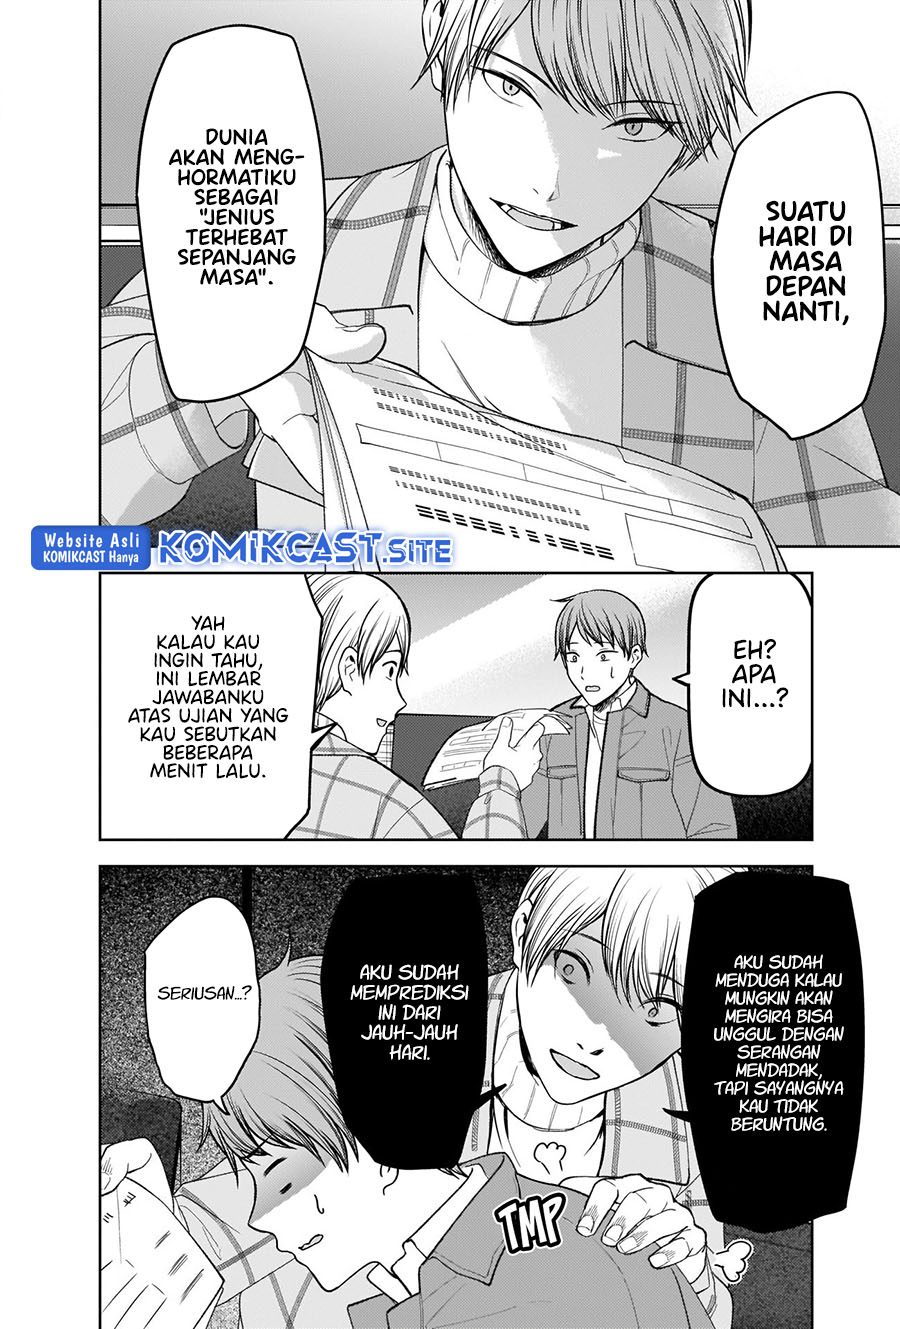 SUATU
HARI DI
MASA
DEPAN
NANTI,
DUNIA
AKAN MENG-
HORMATIKU
SEBAGAI
"JENIUS
TERHEBAT
SEPANJANG
MASA".
Website Asli
KOMIKCAST Hanya
KOMIKCAST.SITE
EH?
APA
INI...?
YAH
KALAU KAU
INGIN TAHU,
INI LEMBAR
JAWABANKU
ATAS UJIAN YANG
KAU SEBUTKAN
BEBERAPA
MENIT LALU.
AKU SUDAH
MENDUGA KALAU
MUNGKIN AKAN
MENGIRA BISA
UNGGUL DENGAN
SERANGAN
MENDADAK,
TAPI SAYANGNYA
KAU TIDAK
BERUNTUNG.
AKU SUDAH
MEMPREDIKSI
INI DARI
JAUH-JAUH
HARI.
SERIUSAN...?
TMP